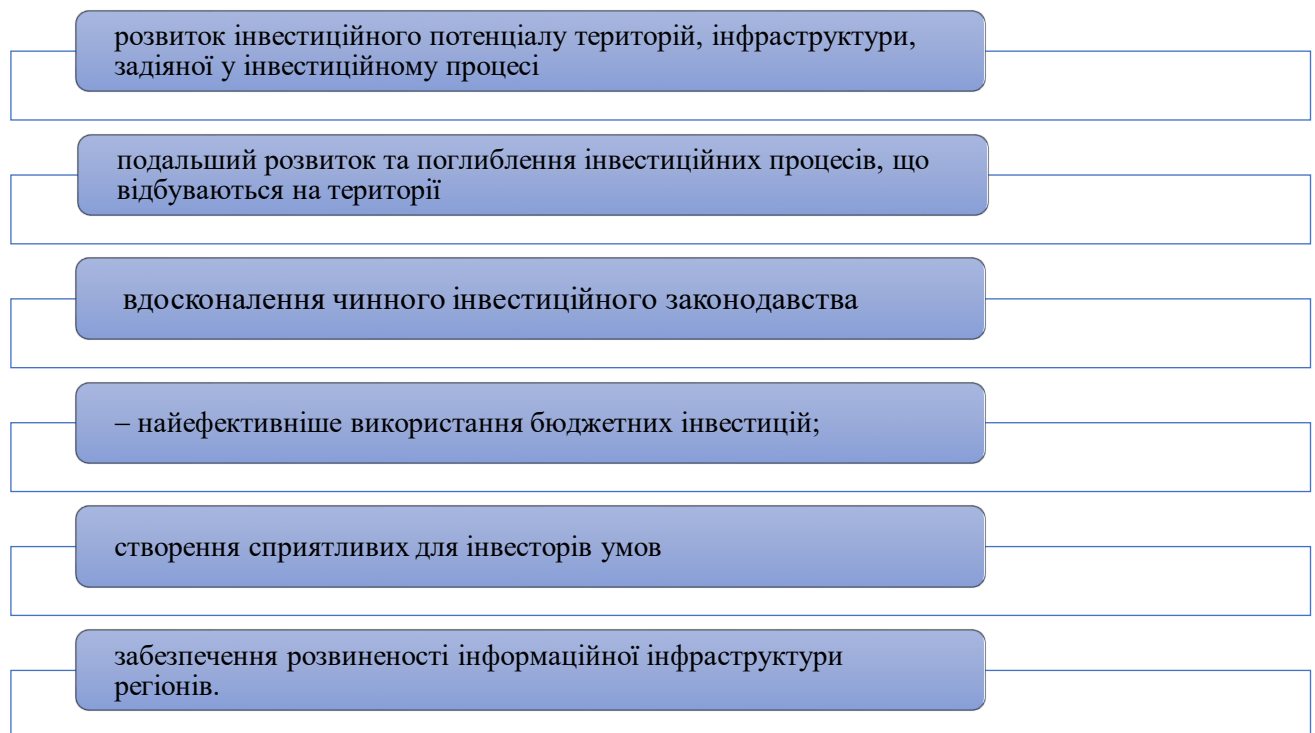 розвиток інвестиційного потенціалу територій, інфраструктури,
задіяної у інвестиційному процесі
подальший розвиток та поглиблення інвестиційних процесів, що
відбуваються на території
вдосконалення чинного інвестиційного законодавства
– найефективніше використання бюджетних інвестицій;
створення сприятливих для інвесторів умов
забезпечення розвиненості інформаційної інфраструктури
регіонів.